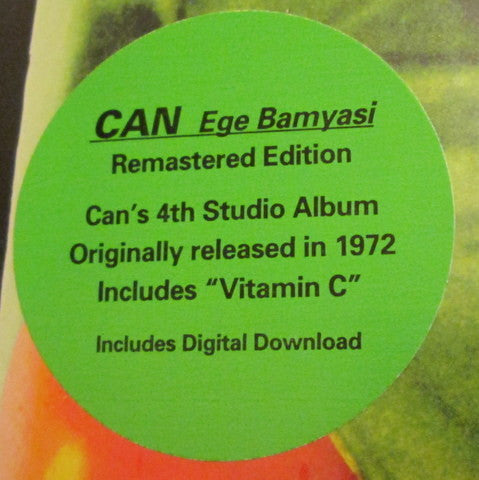 CAN Ege Bamyasi
Remastered Edition
Can's 4th Studio Album
Originally released in 1972
Includes “Vitamin C”
Includes Digital Download